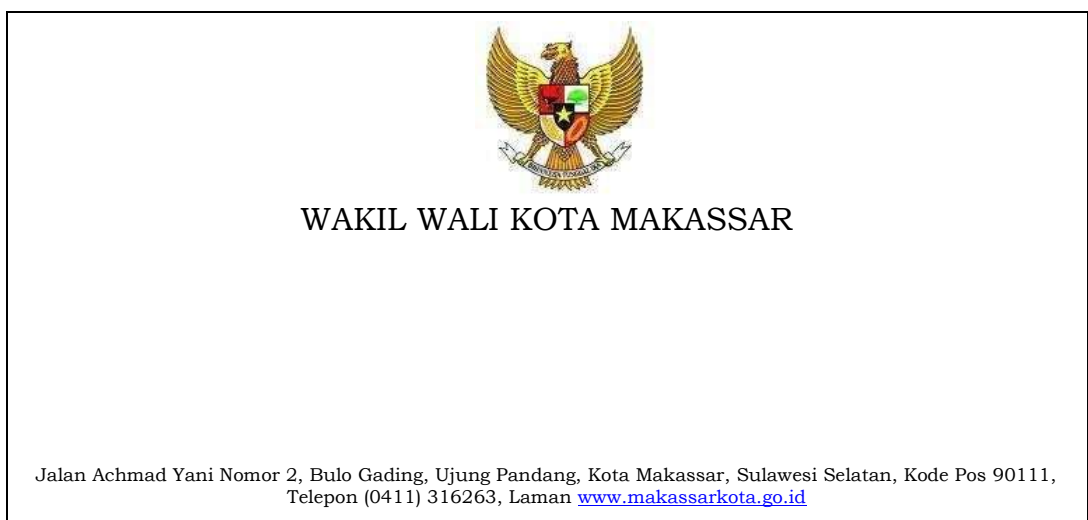 WAKIL WALI KOTA MAKASSAR
Jalan Achmad Yani Nomor 2, Bulo Gading, Ujung Pandang, Kota Makassar, Sulawesi Selatan, Kode Pos 90111,
Telepon (0411) 316263, Laman www.makassarkota.go.id